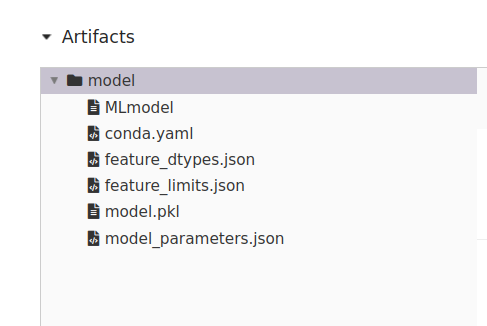 Artifacts
model
MLmodel
conda.yaml
feature_dtypes.json
feature_limits.json
model.pkl
model_parameters.json